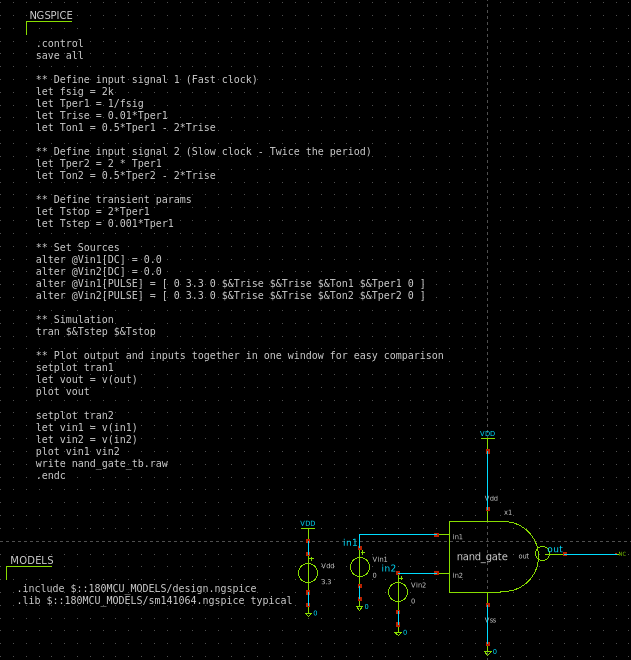 NGSPICE
.control
save all
** Define input signal 1 (Fast clock)
let fsig = 2k
let Tper1 = 1/fsig
let Trise = 0.01*Tper1
let Ton1 = 0.5*Tper1 - 2*Trise
** Define input signal 2 (Slow clock - Twice the period)
let Tper2 = 2 * Tper1
let Ton2 = 0.5*Tper2 - 2*Trise
** Define transient params
let Tstop = 2*Tper1
let Tstep = 0.001*Tper1
** Set Sources
alter @Vin1[DC] = 0.0
alter @Vin2[DC] = 0.0
alter @Vin1[PULSE] = [ 0 3.3 0 $&Trise $&Trise $&Ton1 $&Tper1 0 ]
alter @Vin2[PULSE] = [ 0 3.3 0 $&Trise $&Trise $&Ton2 $&Tper2 0 ]
** Simulation
tran $&Tstep $&Tstop
** Plot output and inputs together in one window for easy comparison
setplot tran1
let vout = v(out)
plot vout
setplot tran2
let vin1 = v(in1)
let vin2 = v(in2)
plot vin1 vin2
write nand_gate_tb.raw
.endc
MODELS
.include $::180MCU_MODELS/design.ngspice
.lib $::180MCU_MODELS/sm141064.ngspice typical
VDD
Vdd
3.3
0
in1
Vin1
0
0
in2
Vin2
0
0
VDD
Vdd
x1
in1
nand_gate
out
in2
Vss
0
out
NC